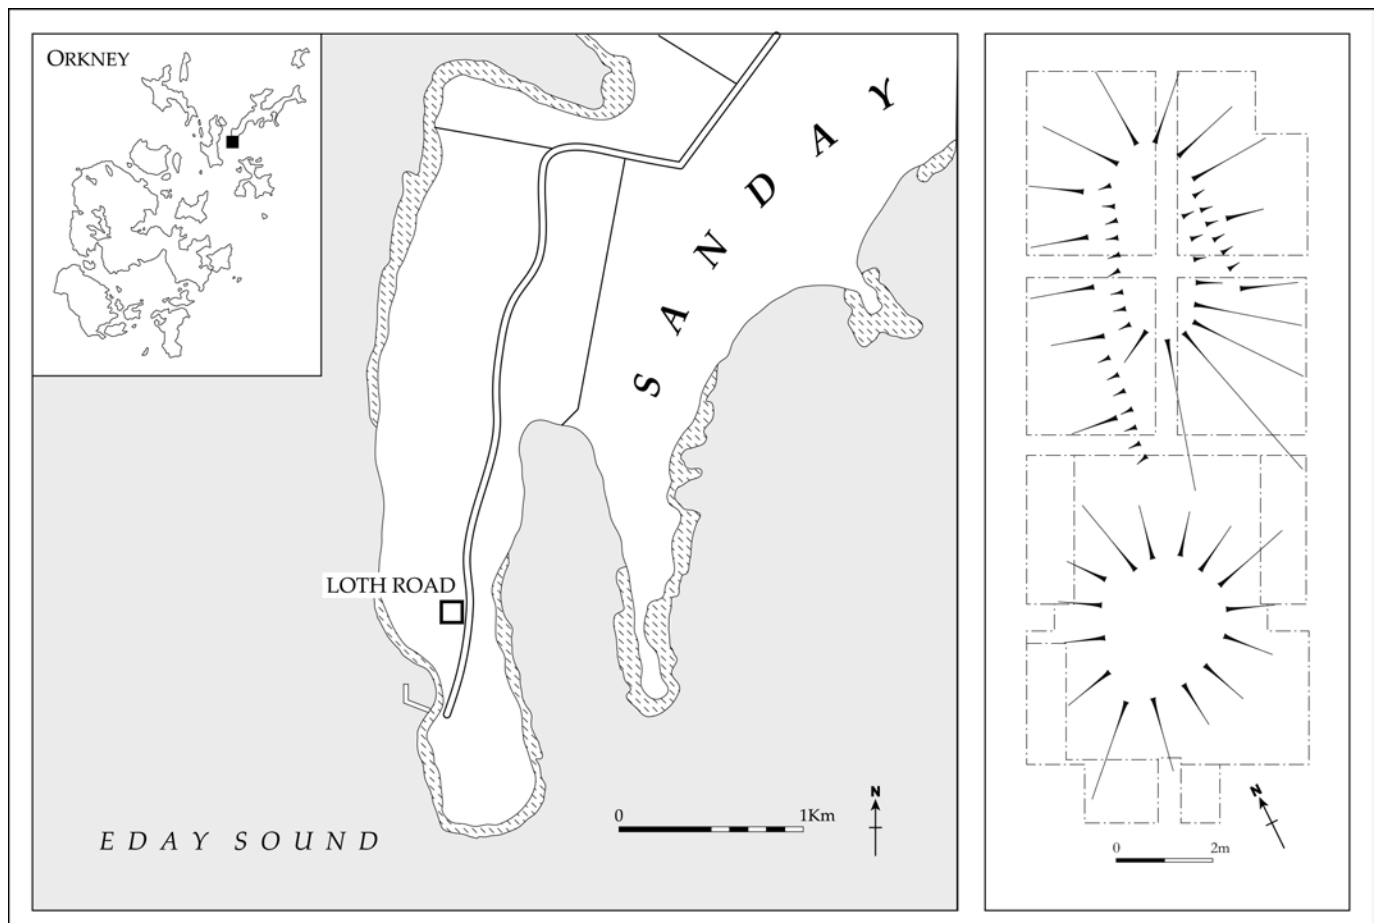 ORKNEY
SANDAY
LOTH ROAD
EDAY SOUND
0 1Km
N
N
0 2m